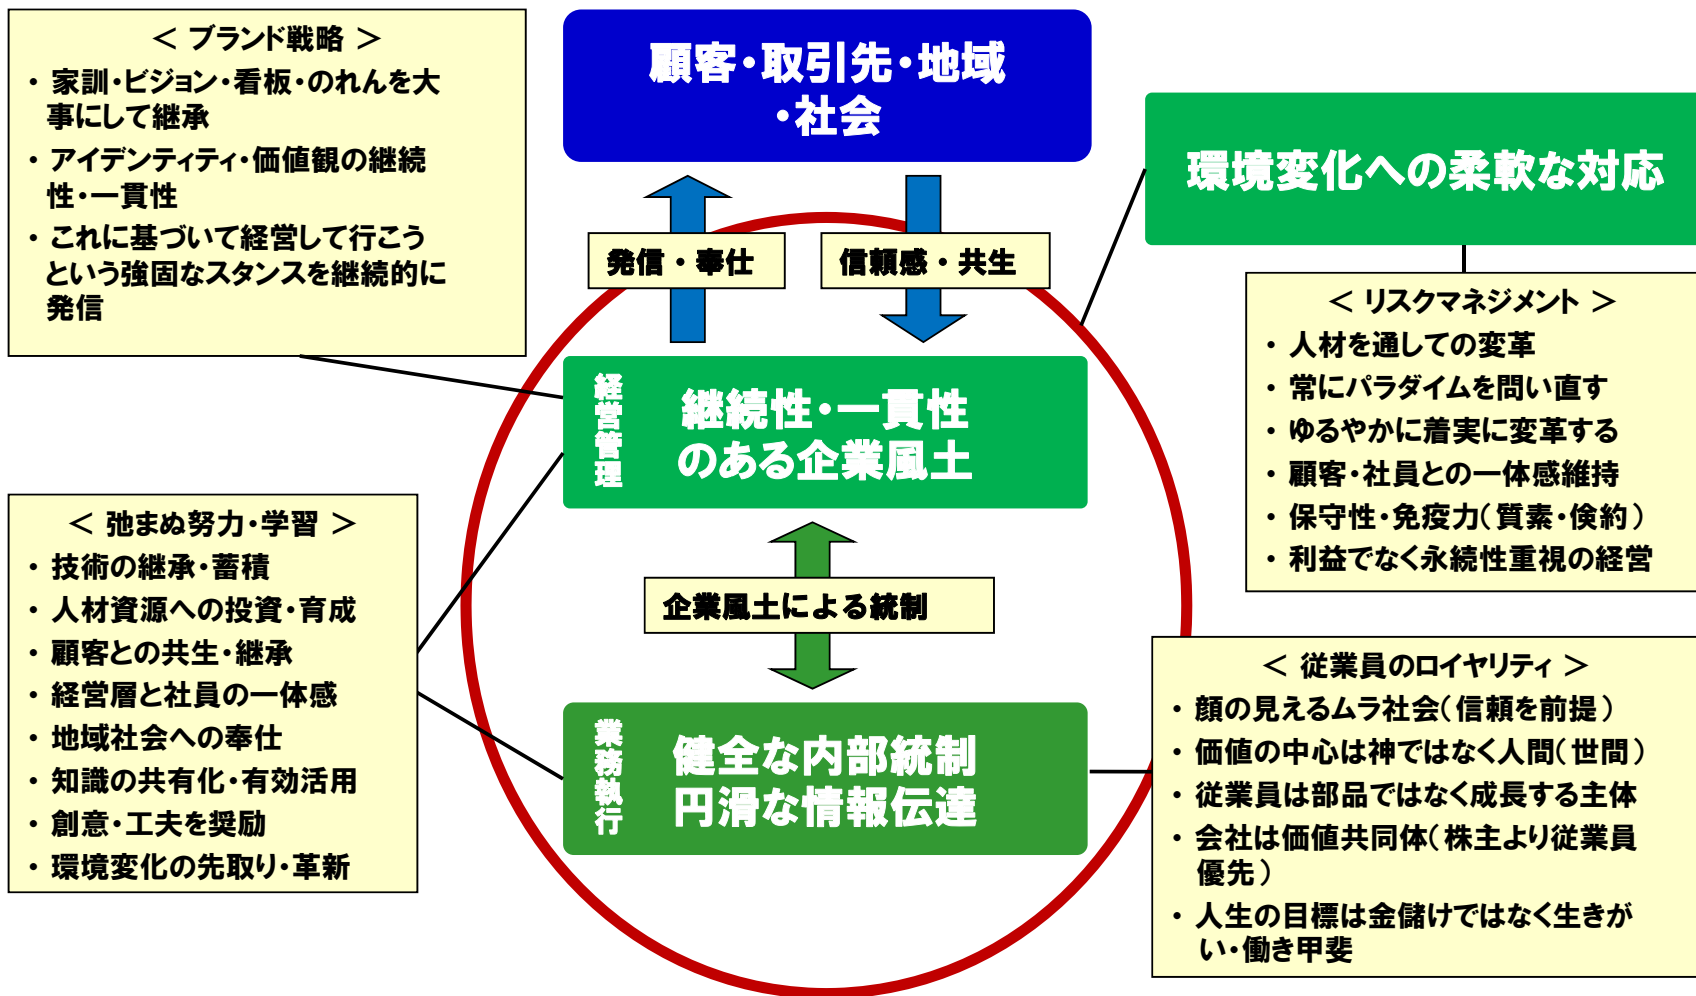 < ブランド戦略 >
・ 家訓・ビジョン・看板・のれんを大
事にして継承
・ アイデンティティ・価値観の継続
性・一貫性
・ これに基づいて経営して行こう
という強固なスタンスを継続的に
発信
顧客・取引先・地域
・社会
環境変化への柔軟な対応
発信・奉仕
信頼感・共生
< リスクマネジメント >
・ 人材を通しての変革
・ 常にパラダイムを問い直す
・ ゆるやかに着実に変革する
・ 顧客・社員との一体感維持
・ 保守性・免疫力（質素・倹約）
・ 利益でなく永続性重視の経営
経営管理
継続性・一貫性
のある企業風土
< 弛まぬ努力・学習 >
・ 技術の継承・蓄積
・ 人材資源への投資・育成
・ 顧客との共生・継承
・ 経営層と社員の一体感
・ 地域社会への奉仕
・ 知識の共有化・有効活用
・ 創意・工夫を奨励
・ 環境変化の先取り・革新
企業風土による統制
業務執行
健全な内部統制
円滑な情報伝達
< 従業員のロイヤリティ >
・ 顔の見えるムラ社会（信頼を前提）
・ 価値の中心は神ではなく人間（世間）
・ 従業員は部品ではなく成長する主体
・ 会社は価値共同体（株主より従業員
優先）
・ 人生の目標は金儲けではなく生きが
い・働き甲斐